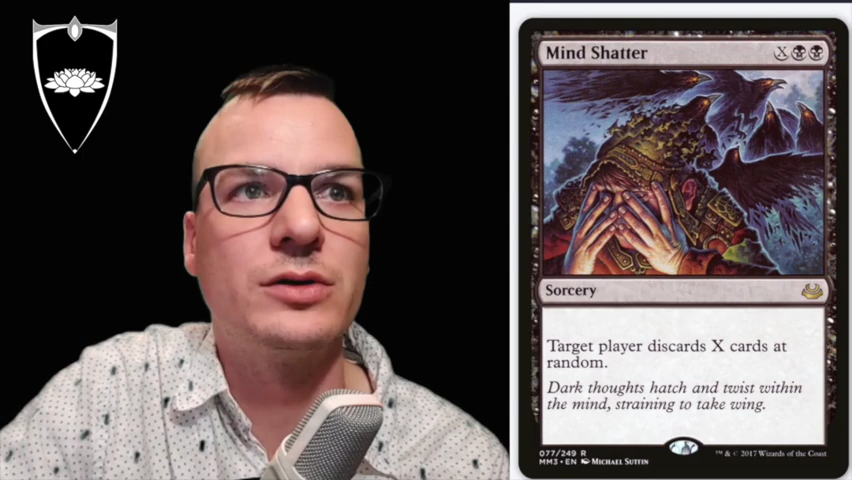 Mind Shatter XBB
Sorcery
Target player discards X cards at
random.
Dark thoughts hatch and twist within
the mind, straining to take wing.
077/249 R
MM3 • EN Michael Sutfin
™ & © 2017 Wizards of the Coast